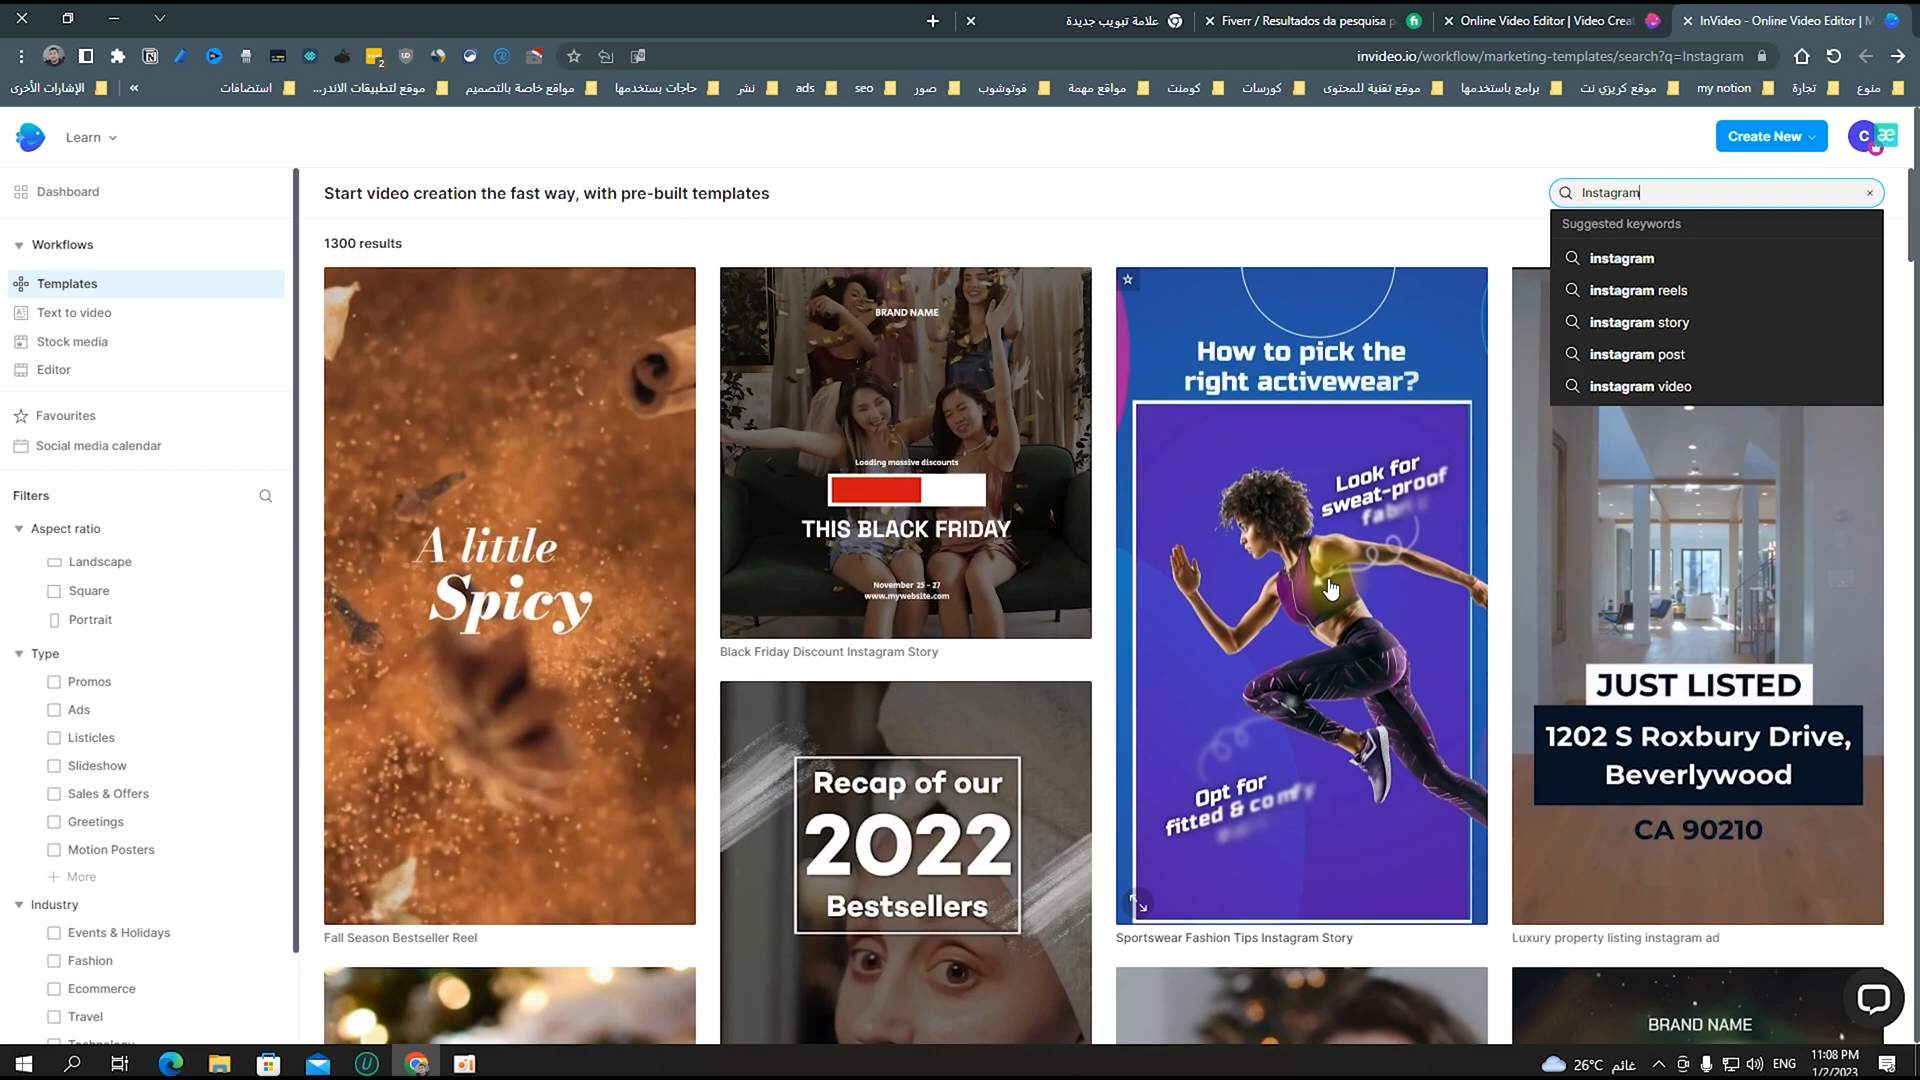 علامة تبويب جديدة
Fiverr / Resultados da pesquisa p
Online Video Editor | Video Creat
InVideo - Online Video Editor | M
invideo.io/workflow/marketing-templates/search?q=Instagram
الإشارات الأخرى
»
استضافات
موقع لتطبيقات الاندر...
مواقع خاصة بالتصميم
حاجات بستخدمها
نشر
ads
seo
صور
فوتوشوب
مواقع مهمة
كومنت
كورسات
موقع تقنية للمحتوى
برامج باستخدمها
موقع كريزي نت
my notion
تجارة
منوع
Learn
Create New
C
æ
Dashboard
Start video creation the fast way, with pre-built templates
Instagram
Suggested keywords
instagram
instagram reels
instagram story
instagram post
instagram video
Workflows
Templates
Text to video
Stock media
Editor
Favourites
Social media calendar
Filters
Aspect ratio
Landscape
Square
Portrait
Type
Promos
Ads
Listicles
Slideshow
Sales & Offers
Greetings
Motion Posters
+ More
Industry
Events & Holidays
Fashion
Ecommerce
Travel
Technology
1300 results
A little
Spicy
Fall Season Bestseller Reel
BRAND NAME
Loading massive discounts
THIS BLACK FRIDAY
November 25 - 27
www.mywebsite.com
Black Friday Discount Instagram Story
Recap of our
2022
Bestsellers
How to pick the
right activewear?
Look for
sweat-proof
fabric
Opt for
fitted & comfy
Sportswear Fashion Tips Instagram Story
JUST LISTED
1202 S Roxbury Drive,
Beverlywood
CA 90210
Luxury property listing instagram ad
BRAND NAME
26°C غائم
ENG
11:08 PM
1/2/2023